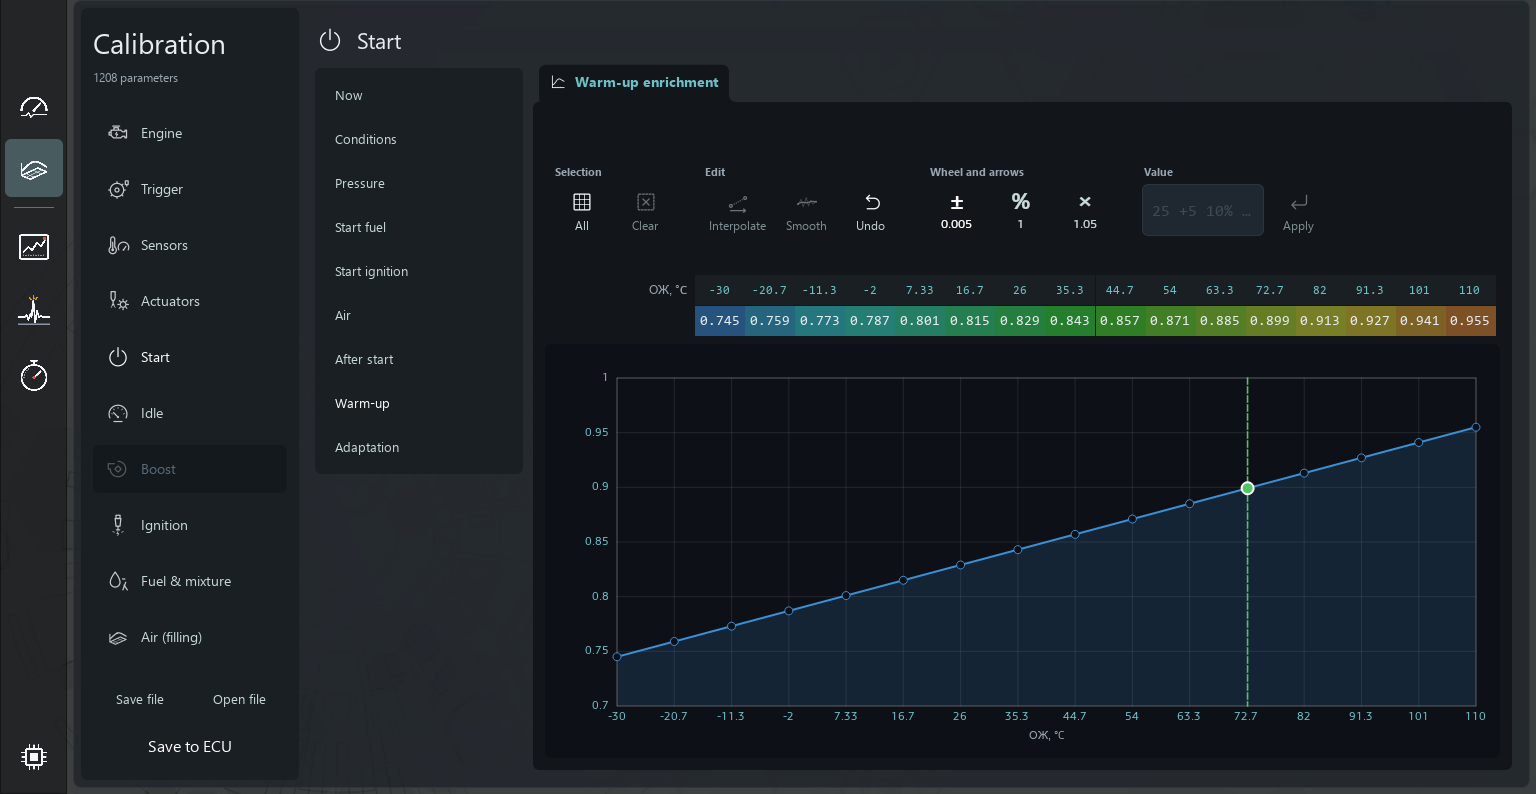 Calibration
1208 parameters
Engine
Trigger
Sensors
Actuators
Start
Idle
Boost
Ignition
Fuel & mixture
Air (filling)
Save file Open file
Save to ECU
Start
Now
Conditions
Pressure
Start fuel
Start ignition
Air
After start
Warm-up
Adaptation
Warm-up enrichment
Selection Edit Wheel and arrows Value
± % × 25 +5 10% …
All Clear Interpolate Smooth Undo 0.005 1 1.05 Apply
ОЖ, °C -30 -20.7 -11.3 -2 7.33 16.7 26 35.3 44.7 54 63.3 72.7 82 91.3 101 110
0.745 0.759 0.773 0.787 0.801 0.815 0.829 0.843 0.857 0.871 0.885 0.899 0.913 0.927 0.941 0.955
1
0.95
0.9
0.85
0.8
0.75
0.7
-30 -20.7 -11.3 -2 7.33 16.7 26 35.3 44.7 54 63.3 72.7 82 91.3 101 110
ОЖ, °C